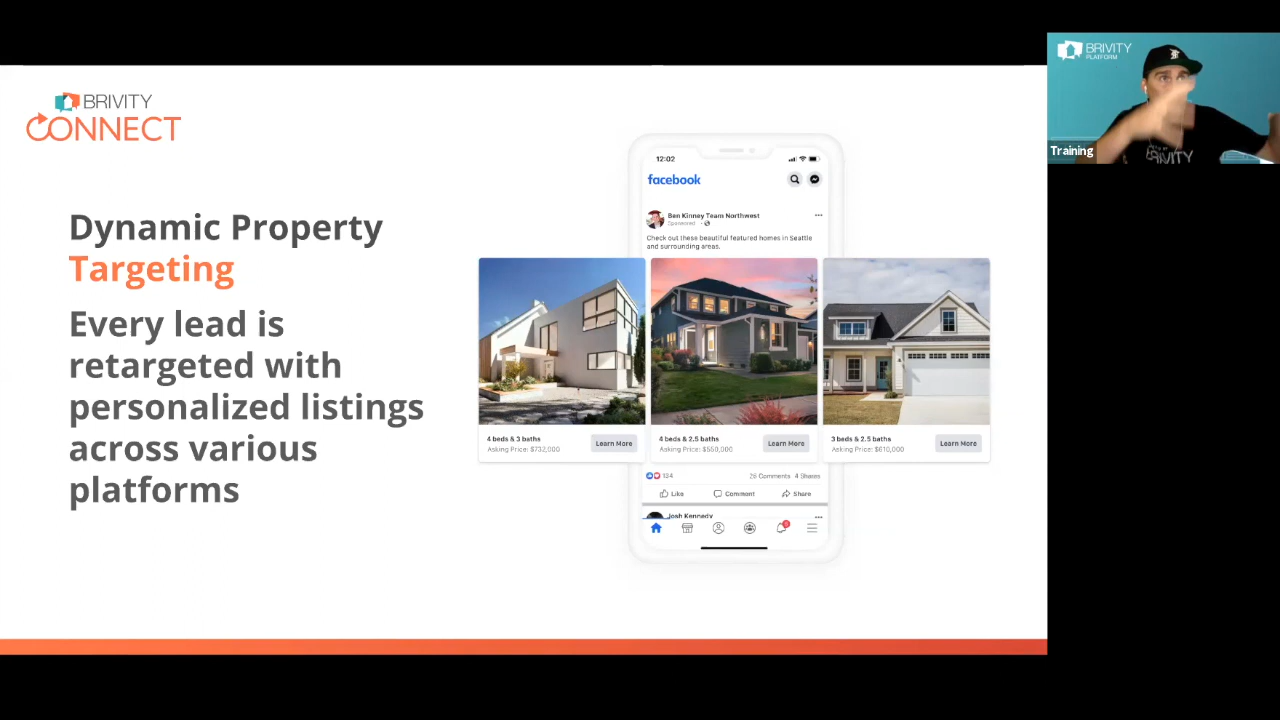 BRIVITY
CONNECT
Dynamic Property
Targeting
Every lead is
retargeted with
personalized listings
across various
platforms
12:02
facebook
Ben Kinney Team Northwest
Sponsored
Check out these beautiful featured homes in Seattle
and surrounding areas.
4 beds & 3 baths
Asking Price: $732,000
Learn More
4 beds & 2.5 baths
Asking Price: $550,000
Learn More
3 beds & 2.5 baths
Asking Price: $610,000
Learn More
134
26 Comments 4 Shares
Like
Comment
Share
Josh Kennedy
BRIVITY
PLATFORM
Training